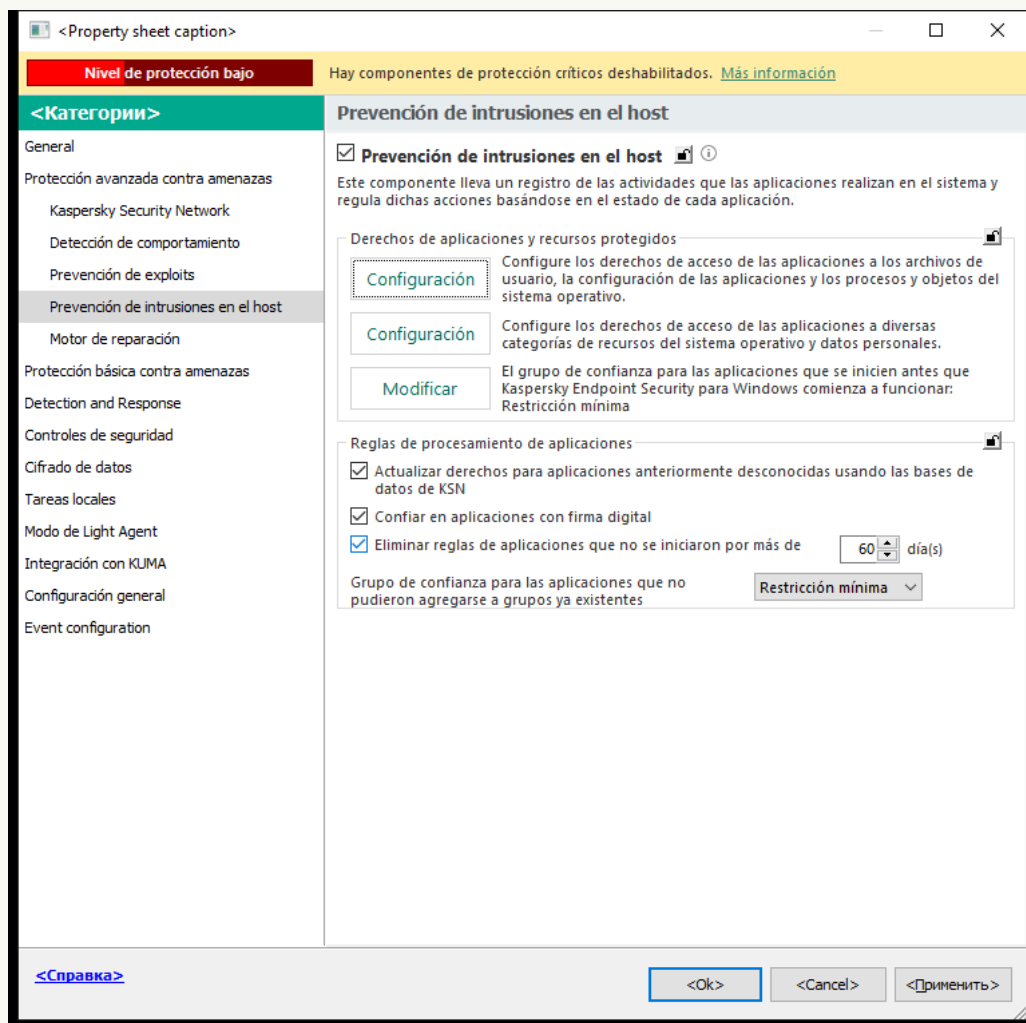 <Property sheet caption>
Nivel de protección bajo
Hay componentes de protección críticos deshabilitados. Más información
<Категории>
General
Protección avanzada contra amenazas
Kaspersky Security Network
Detección de comportamiento
Prevención de exploits
Prevención de intrusiones en el host
Motor de reparación
Protección básica contra amenazas
Detection and Response
Controles de seguridad
Cifrado de datos
Tareas locales
Modo de Light Agent
Integración con KUMA
Configuración general
Event configuration
Prevención de intrusiones en el host
Prevención de intrusiones en el host
Este componente lleva un registro de las actividades que las aplicaciones realizan en el sistema y
regula dichas acciones basándose en el estado de cada aplicación.
Derechos de aplicaciones y recursos protegidos
Configuración
Configure los derechos de acceso de las aplicaciones a los archivos de
usuario, la configuración de las aplicaciones y los procesos y objetos del
sistema operativo.
Configuración
Configure los derechos de acceso de las aplicaciones a diversas
categorías de recursos del sistema operativo y datos personales.
Modificar
El grupo de confianza para las aplicaciones que se inicien antes que
Kaspersky Endpoint Security para Windows comienza a funcionar:
Restricción mínima
Reglas de procesamiento de aplicaciones
Actualizar derechos para aplicaciones anteriormente desconocidas usando las bases de
datos de KSN
Confiar en aplicaciones con firma digital
Eliminar reglas de aplicaciones que no se iniciaron por más de 60 día(s)
Grupo de confianza para las aplicaciones que no
pudieron agregarse a grupos ya existentes
Restricción mínima
<Справка>
<Ok>
<Cancel>
<Применить>